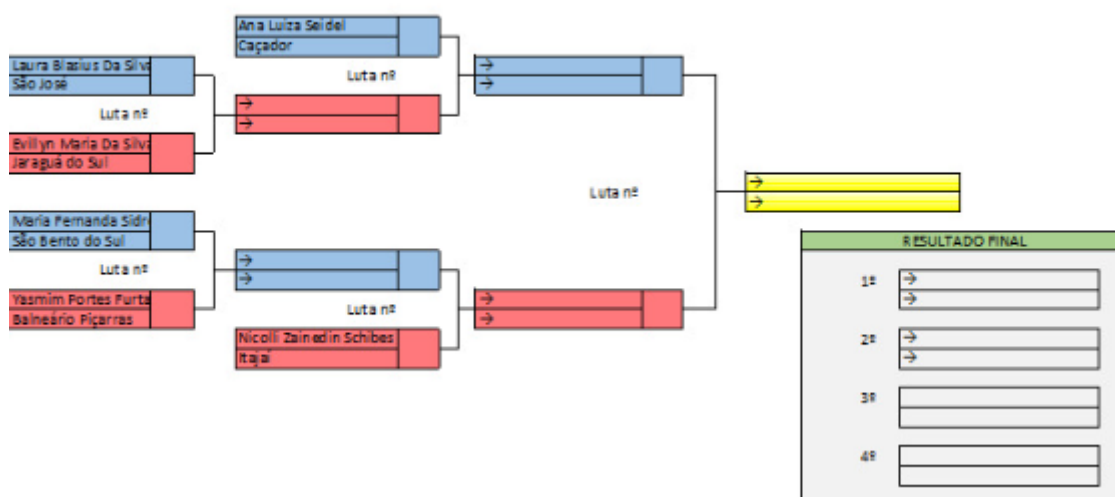 Ana Luiza Seidel
Caçador
Laura Blasius Da Silva
São José
Luta nº
Luta nº
→
→
→
→
Evillyn Maria Da Silva
Jaraguá do Sul
Luta nº
→
→
Maria Fernanda Sidr
São Bento do Sul
Luta nº
→
→
Yasmim Portes Furta
Balneário Piçarras
Luta nº
→
→
Nicolli Zainedin Schibes
Itajaí
RESULTADO FINAL
1º
→
→
2º
→
→
3º
4º